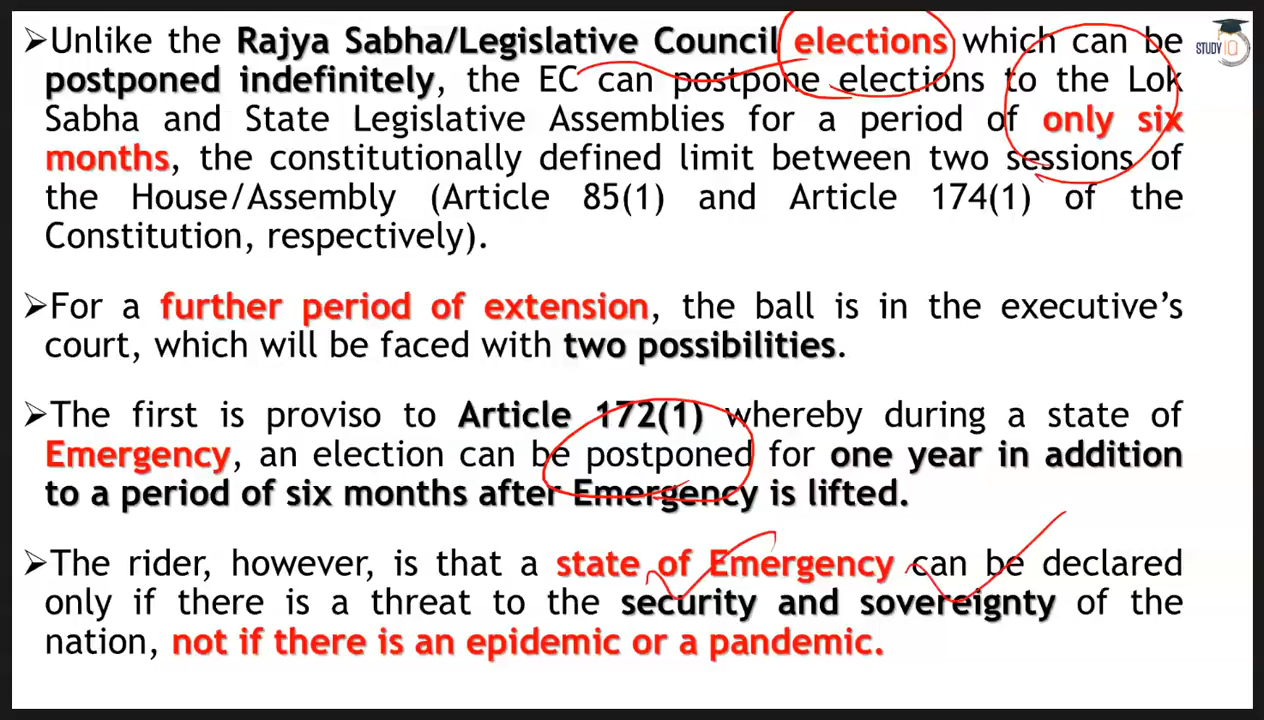 ➢Unlike the Rajya Sabha/Legislative Council elections which can be
postponed indefinitely, the EC can postpone elections to the Lok
Sabha and State Legislative Assemblies for a period of only six
months, the constitutionally defined limit between two sessions of
the House/Assembly (Article 85(1) and Article 174(1) of the
Constitution, respectively).
➢For a further period of extension, the ball is in the executive's
court, which will be faced with two possibilities.
➢The first is proviso to Article 172(1) whereby during a state of
Emergency, an election can be postponed for one year in addition
to a period of six months after Emergency is lifted.
➢The rider, however, is that a state of Emergency can be declared
only if there is a threat to the security and sovereignty of the
nation, not if there is an epidemic or a pandemic.
STUDY IQ